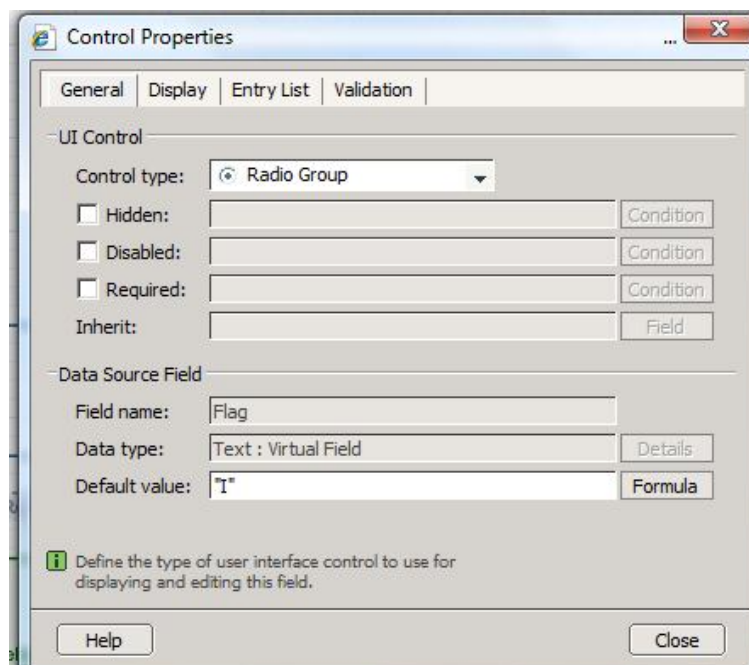 Control Properties
...
General Display Entry List Validation
UI Control
Control type: Radio Group
Hidden: Condition
Disabled: Condition
Required: Condition
Inherit: Field
Data Source Field
Field name: Flag
Data type: Text : Virtual Field Details
Default value: "I" Formula
Define the type of user interface control to use for
displaying and editing this field.
Help Close